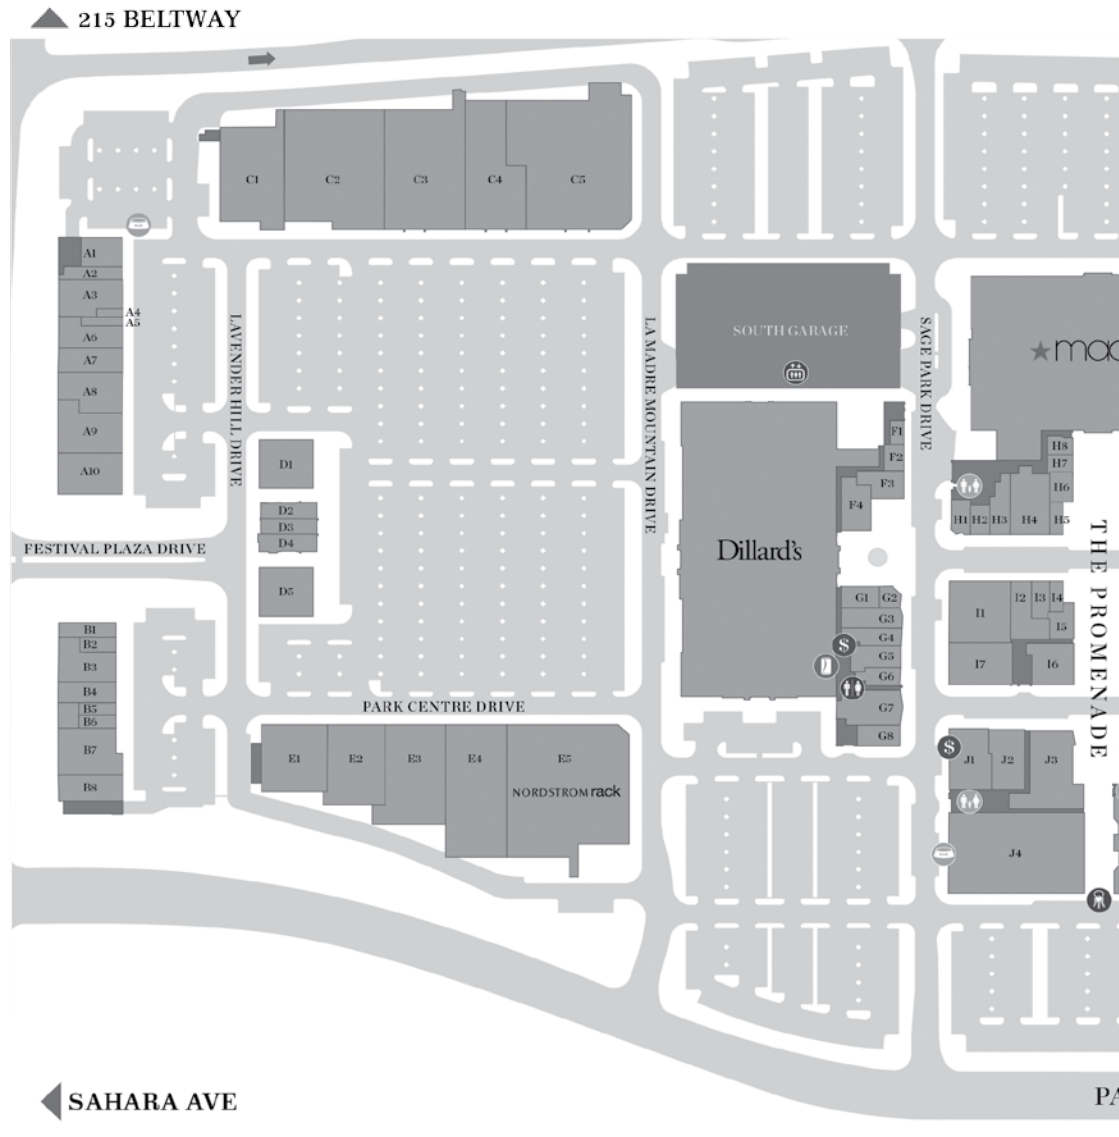 215 BELTWAY
C1
C2
C3
C4
C5
A1
A2
A3
A4
A5
A6
A7
A8
A9
A10
LAVENDER HILL DRIVE
LA MADRE MOUNTAIN DRIVE
SOUTH GARAGE
SAGE PARK DRIVE
D1
D2
D3
D4
D5
FESTIVAL PLAZA DRIVE
Dillard's
F1
F2
F3
F4
H8
H7
H6
H1
H2
H3
H4
H5
THE PROMENADE
G1
G2
G3
G4
G5
G6
G7
G8
$
I1
I2
I3
I4
I5
I7
I6
B1
B2
B3
B4
B5
B6
B7
B8
PARK CENTRE DRIVE
E1
E2
E3
E4
E5
NORDSTROM rack
$
J1
J2
J3
J4
SAHARA AVE